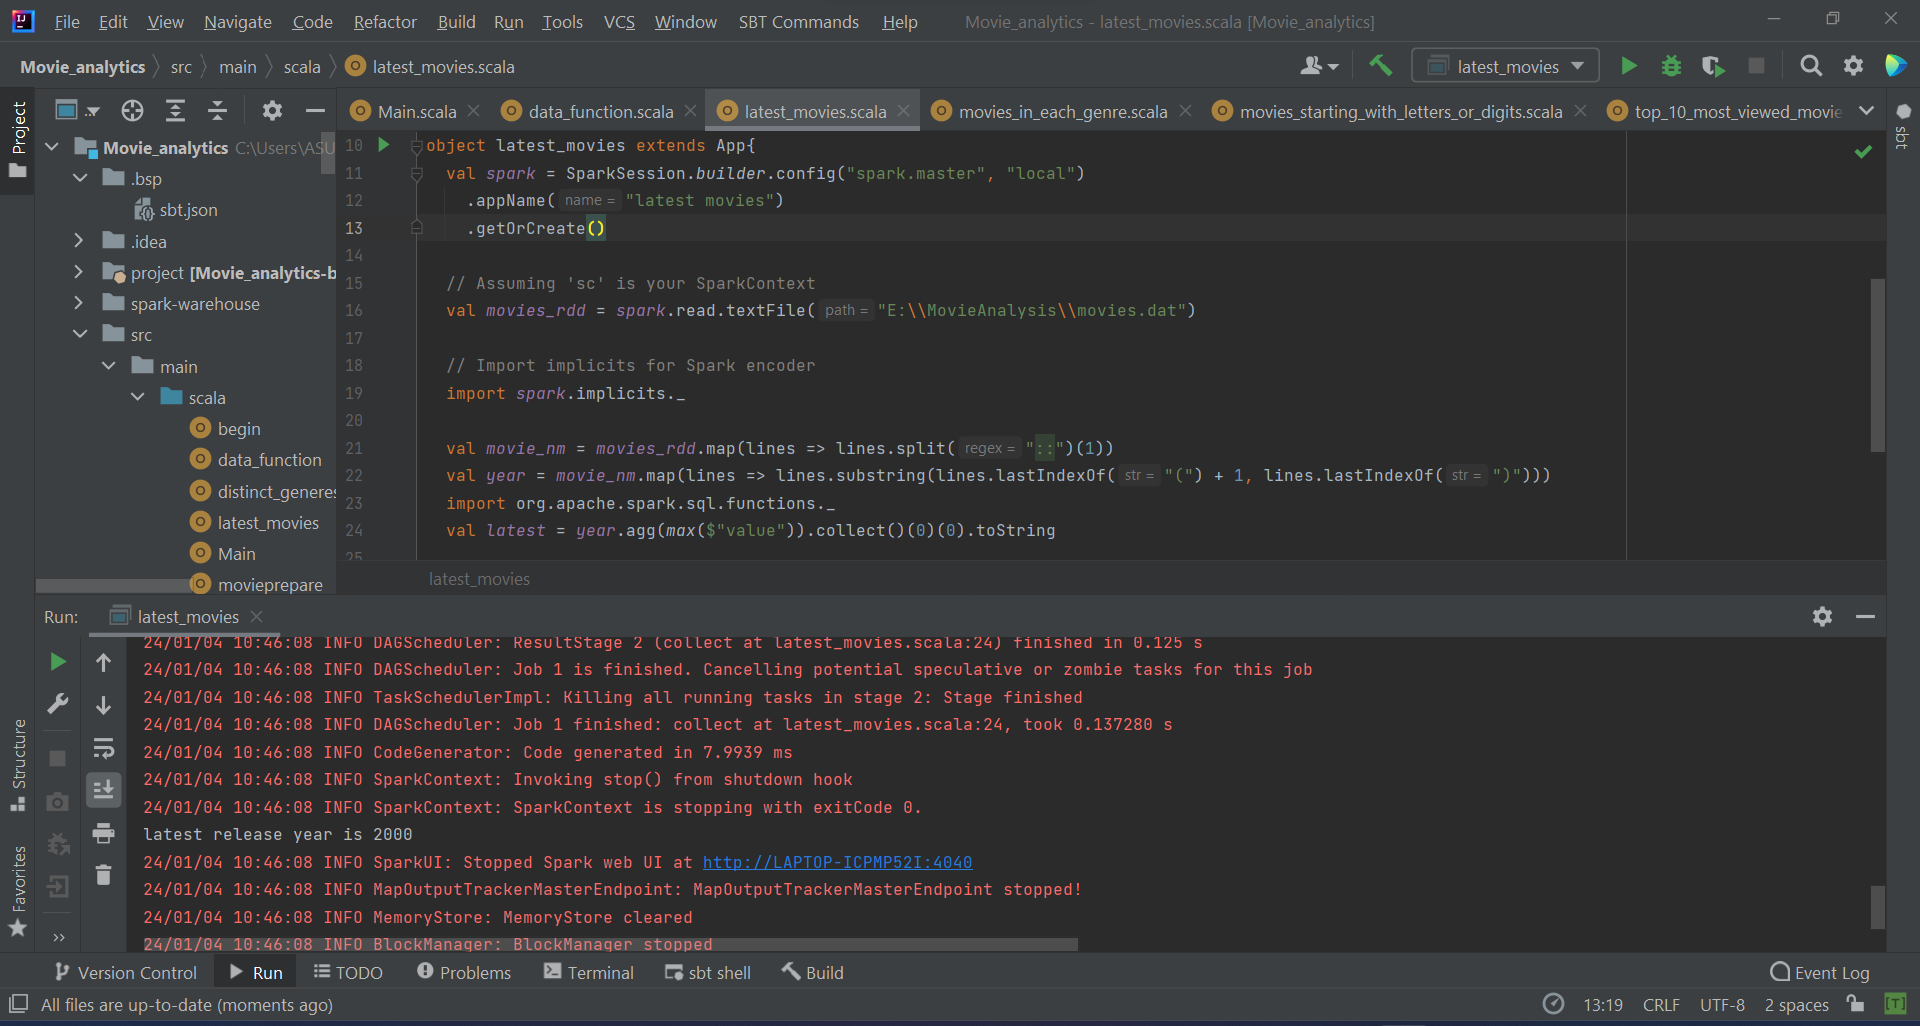 File Edit View Navigate Code Refactor Build Run Tools VCS Window SBT Commands Help Movie_analytics - latest_movies.scala [Movie_analytics]
Movie_analytics src main scala latest_movies.scala latest_movies
Main.scala data_function.scala latest_movies.scala movies_in_each_genre.scala movies_starting_with_letters_or_digits.scala top_10_most_viewed_movie
Project
sbt
Movie_analytics C:\Users\ASU
.bsp
sbt.json
.idea
project [Movie_analytics-b
spark-warehouse
src
main
scala
begin
data_function
distinct_generes
latest_movies
Main
movieprepare
10 object latest_movies extends App{
11 val spark = SparkSession.builder.config("spark.master", "local")
12 .appName( name = "latest movies")
13 .getOrCreate()
14
15 // Assuming 'sc' is your SparkContext
16 val movies_rdd = spark.read.textFile( path = "E:\\MovieAnalysis\\movies.dat")
17
18 // Import implicits for Spark encoder
19 import spark.implicits._
20
21 val movie_nm = movies_rdd.map(lines => lines.split( regex = "::")(1))
22 val year = movie_nm.map(lines => lines.substring(lines.lastIndexOf( str = "(") + 1, lines.lastIndexOf( str = ")")))
23 import org.apache.spark.sql.functions._
24 val latest = year.agg(max($"value")).collect()(0)(0).toString
25
latest_movies
Run: latest_movies
24/01/04 10:46:08 INFO DAGScheduler: ResultStage 2 (collect at latest_movies.scala:24) finished in 0.125 s
24/01/04 10:46:08 INFO DAGScheduler: Job 1 is finished. Cancelling potential speculative or zombie tasks for this job
24/01/04 10:46:08 INFO TaskSchedulerImpl: Killing all running tasks in stage 2: Stage finished
24/01/04 10:46:08 INFO DAGScheduler: Job 1 finished: collect at latest_movies.scala:24, took 0.137280 s
24/01/04 10:46:08 INFO CodeGenerator: Code generated in 7.9939 ms
24/01/04 10:46:08 INFO SparkContext: Invoking stop() from shutdown hook
24/01/04 10:46:08 INFO SparkContext: SparkContext is stopping with exitCode 0.
latest release year is 2000
24/01/04 10:46:08 INFO SparkUI: Stopped Spark web UI at http://LAPTOP-ICPMP52I:4040
24/01/04 10:46:08 INFO MapOutputTrackerMasterEndpoint: MapOutputTrackerMasterEndpoint stopped!
24/01/04 10:46:08 INFO MemoryStore: MemoryStore cleared
24/01/04 10:46:08 INFO BlockManager: BlockManager stopped
Structure
Favorites
Version Control Run TODO Problems Terminal sbt shell Build Event Log
All files are up-to-date (moments ago) 13:19 CRLF UTF-8 2 spaces [T]